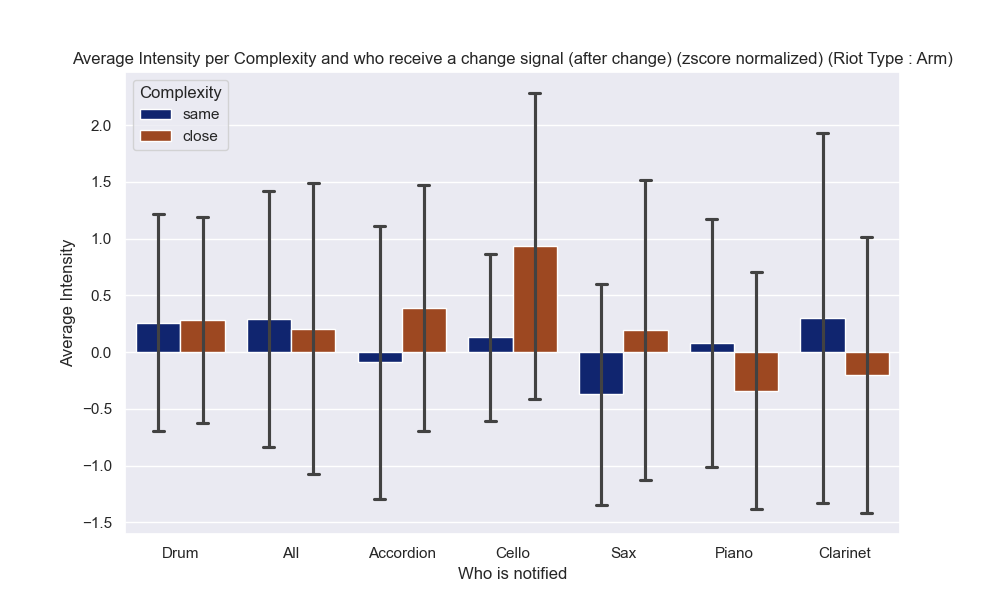 Average Intensity per Complexity and who receive a change signal (after change) (zscore normalized) (Riot Type : Arm)
Complexity
same
close
Average Intensity
2.0
1.5
1.0
0.5
0.0
−0.5
−1.0
−1.5
Drum All Accordion Cello Sax Piano Clarinet
Who is notified